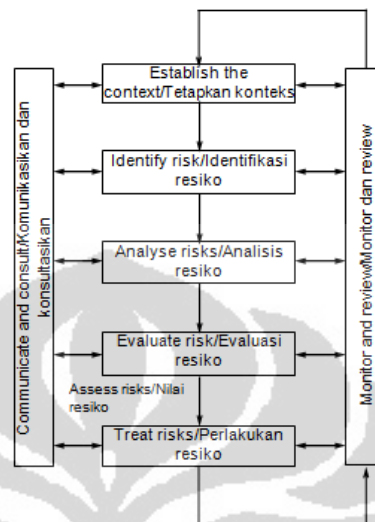 Establish the
context/Tetapkan konteks
Communicate and consult/Komunikasikan dan
konsultasikan
Identify risk/Identifikasi
resiko
Analyse risks/Analisis
resiko
Evaluate risk/Evaluasi
resiko
Assess risks/Nilai
resiko
Treat risks/Perlakukan
resiko
Monitor and review/Monitor dan review